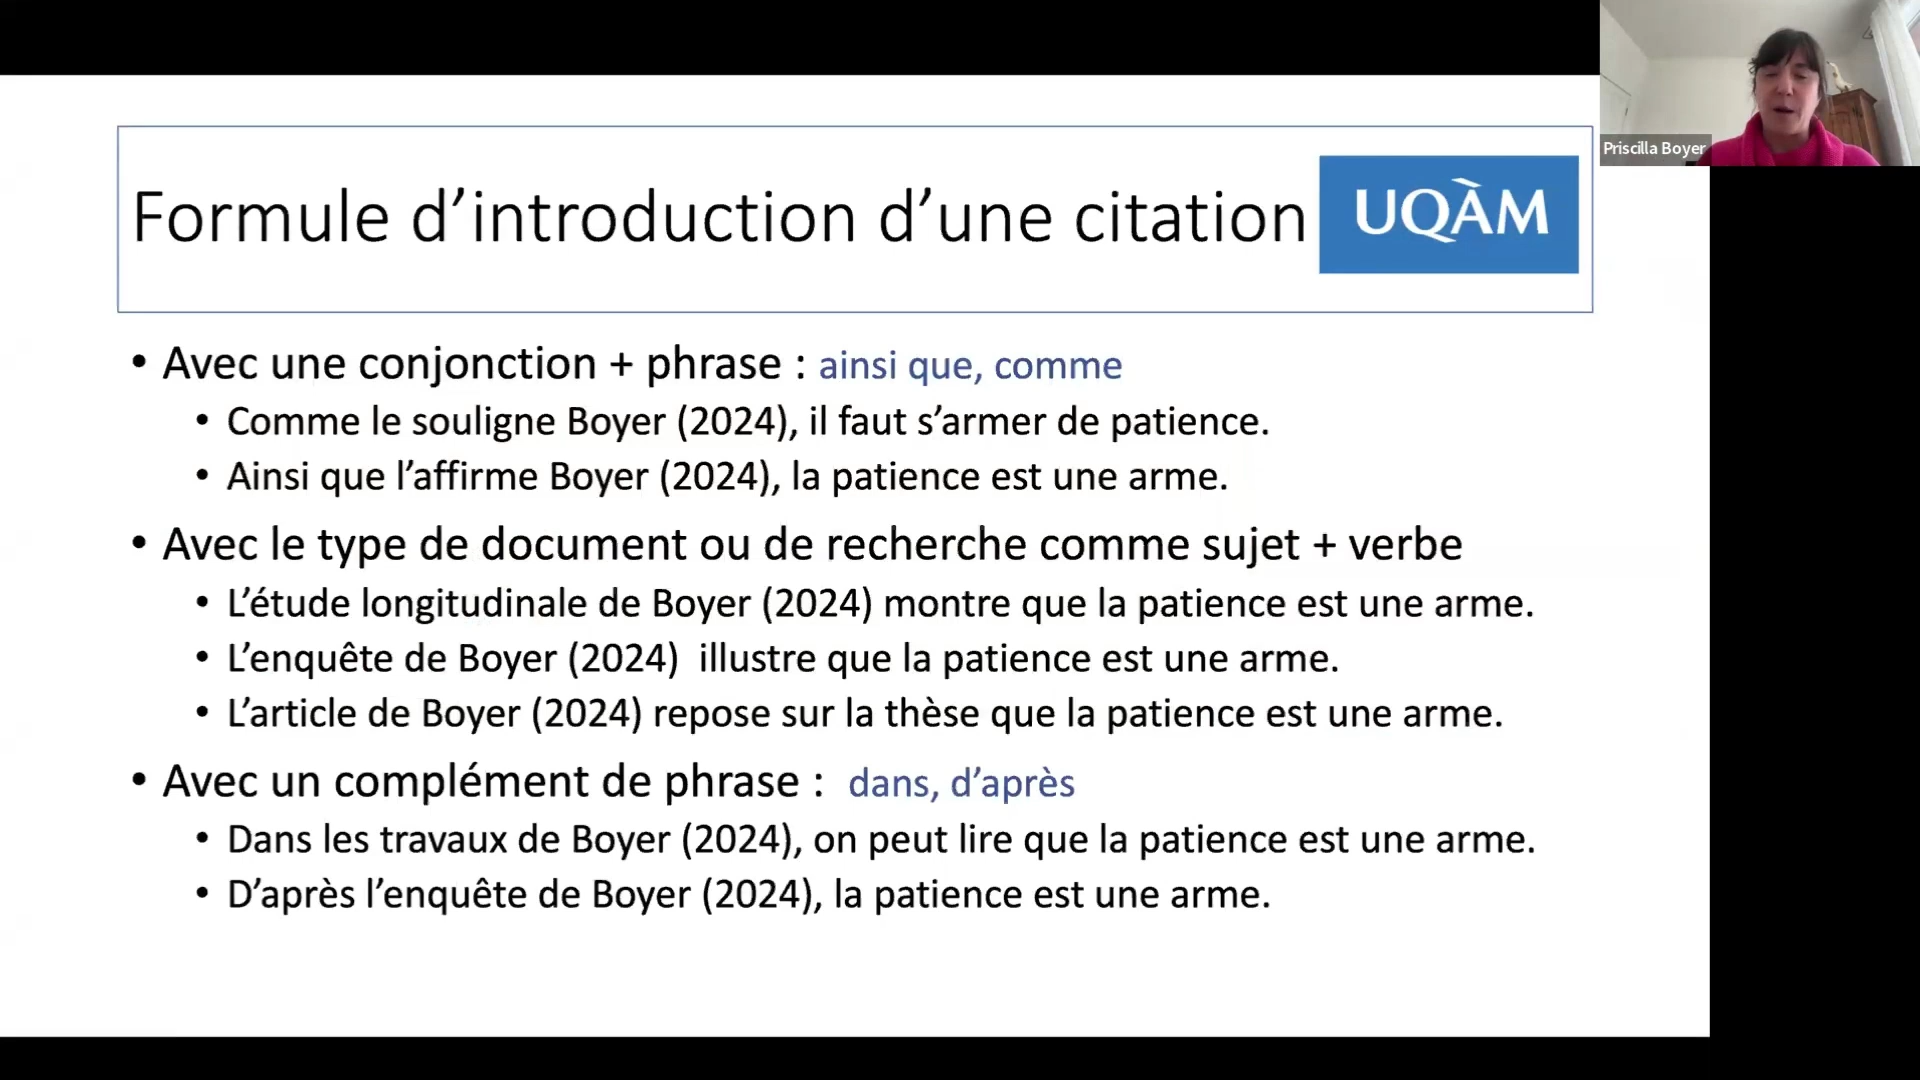 Formule d’introduction d’une citation
UQÀM
Priscilla Boyer
• Avec une conjonction + phrase : ainsi que, comme
• Comme le souligne Boyer (2024), il faut s’armer de patience.
• Ainsi que l’affirme Boyer (2024), la patience est une arme.
• Avec le type de document ou de recherche comme sujet + verbe
• L’étude longitudinale de Boyer (2024) montre que la patience est une arme.
• L’enquête de Boyer (2024)  illustre que la patience est une arme.
• L’article de Boyer (2024) repose sur la thèse que la patience est une arme.
• Avec un complément de phrase :  dans, d’après
• Dans les travaux de Boyer (2024), on peut lire que la patience est une arme.
• D’après l’enquête de Boyer (2024), la patience est une arme.